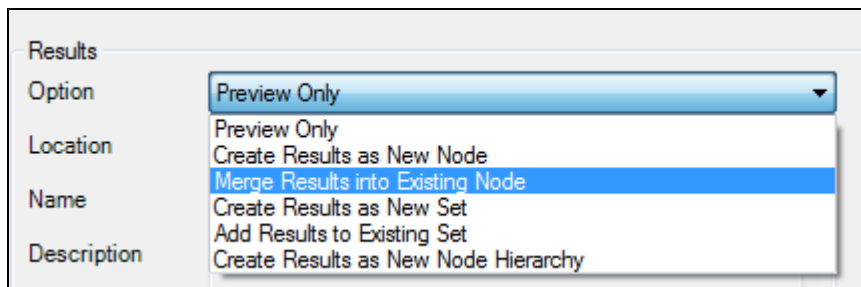 Results
Option
Preview Only
Preview Only
Create Results as New Node
Location
Merge Results into Existing Node
Name
Create Results as New Set
Add Results to Existing Set
Description
Create Results as New Node Hierarchy